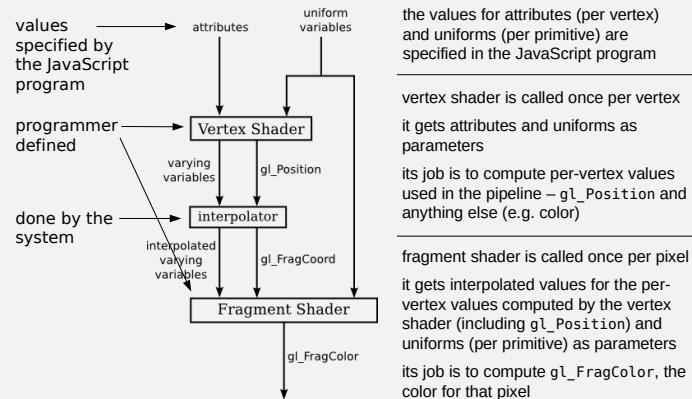 values
specified by
the JavaScript
program
programmer
defined
done by the
system
attributes
uniform
variables
Vertex Shader
varying
variables
gl_Position
interpolator
interpolated
varying
variables
gl_FragCoord
Fragment Shader
gl_FragColor
the values for attributes (per vertex)
and uniforms (per primitive) are
specified in the JavaScript program
vertex shader is called once per vertex
it gets attributes and uniforms as
parameters
its job is to compute per-vertex values
used in the pipeline – gl_Position and
anything else (e.g. color)
fragment shader is called once per pixel
it gets interpolated values for the per-
vertex values computed by the vertex
shader (including gl_Position) and
uniforms (per primitive) as parameters
its job is to compute gl_FragColor, the
color for that pixel